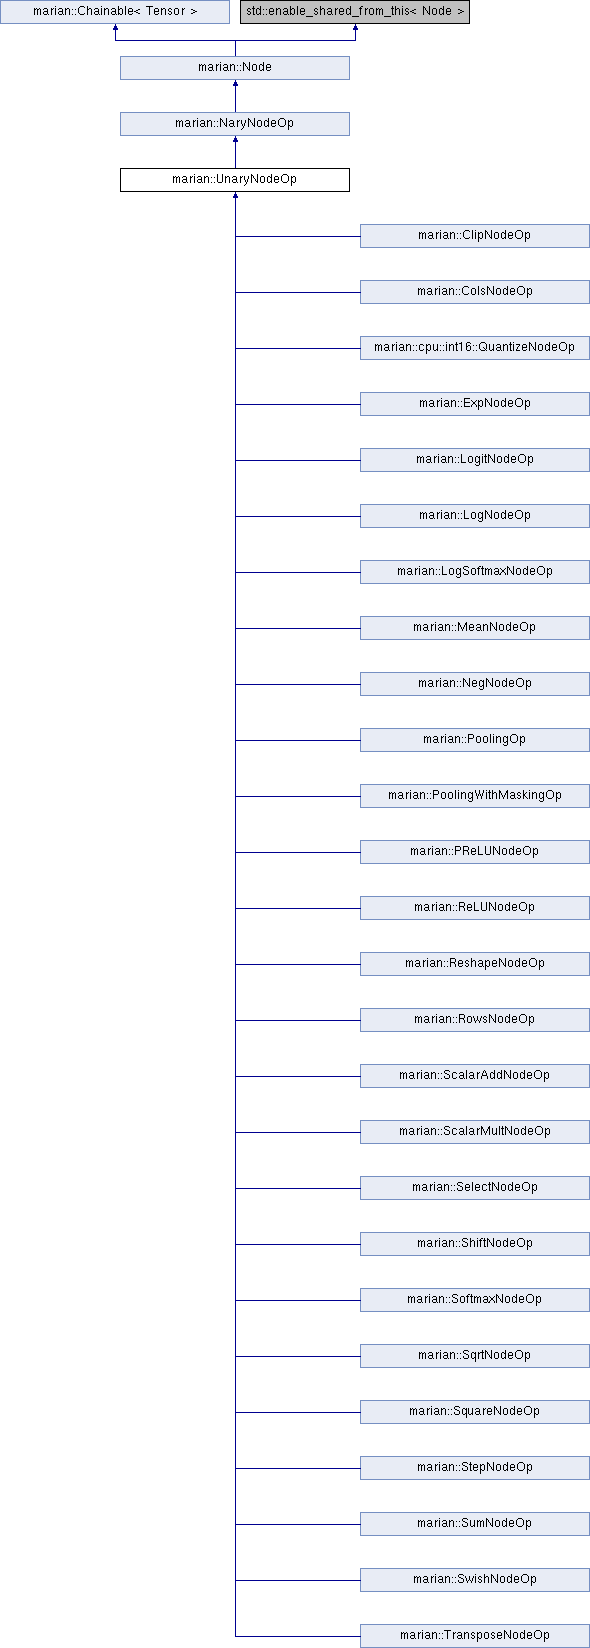 marian::Chainable< Tensor >
std::enable_shared_from_this< Node >
marian::Node
marian::NaryNodeOp
marian::UnaryNodeOp
marian::ClipNodeOp
marian::ColsNodeOp
marian::cpu::int16::QuantizeNodeOp
marian::ExpNodeOp
marian::LogitNodeOp
marian::LogNodeOp
marian::LogSoftmaxNodeOp
marian::MeanNodeOp
marian::NegNodeOp
marian::PoolingOp
marian::PoolingWithMaskingOp
marian::PReLUNodeOp
marian::ReLUNodeOp
marian::ReshapeNodeOp
marian::RowsNodeOp
marian::ScalarAddNodeOp
marian::ScalarMultNodeOp
marian::SelectNodeOp
marian::ShiftNodeOp
marian::SoftmaxNodeOp
marian::SqrtNodeOp
marian::SquareNodeOp
marian::StepNodeOp
marian::SumNodeOp
marian::SwishNodeOp
marian::TransposeNodeOp